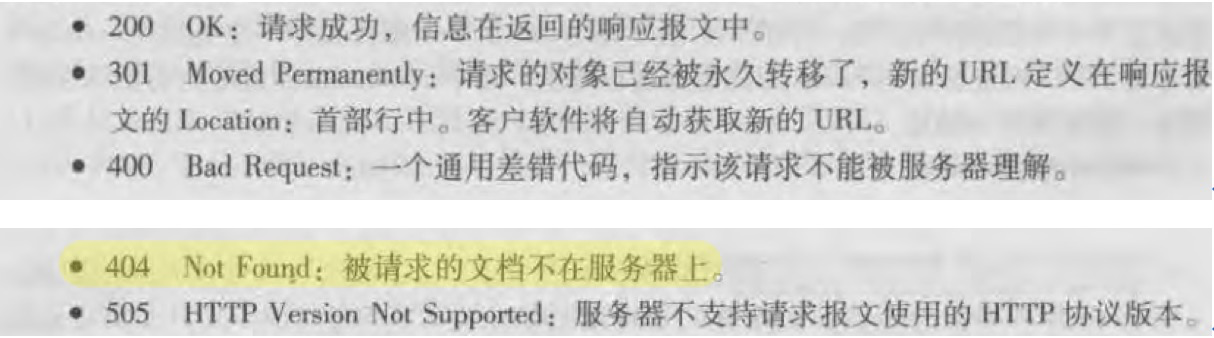 • 200 OK：请求成功，信息在返回的响应报文中。
• 301 Moved Permanently：请求的对象已经被永久转移了，新的 URL 定义在响应报
文的 Location：首部行中。客户软件将自动获取新的 URL。
• 400 Bad Request：一个通用差错代码，指示该请求不能被服务器理解。
• 404 Not Found：被请求的文档不在服务器上。
• 505 HTTP Version Not Supported：服务器不支持请求报文使用的 HTTP 协议版本。